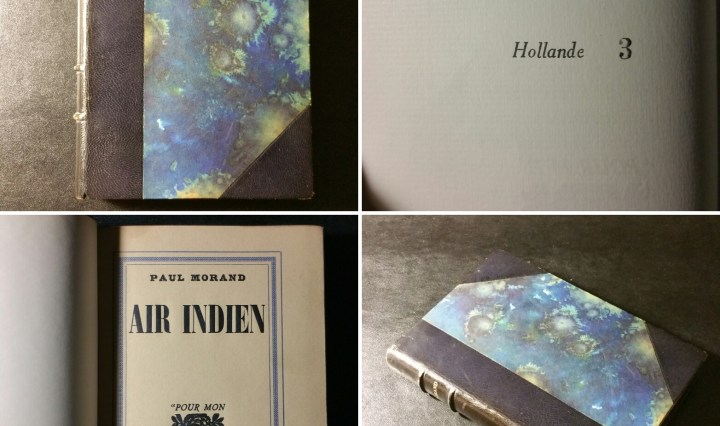 Hollande 3
PAUL MORAND
AIR INDIEN
"POUR MON